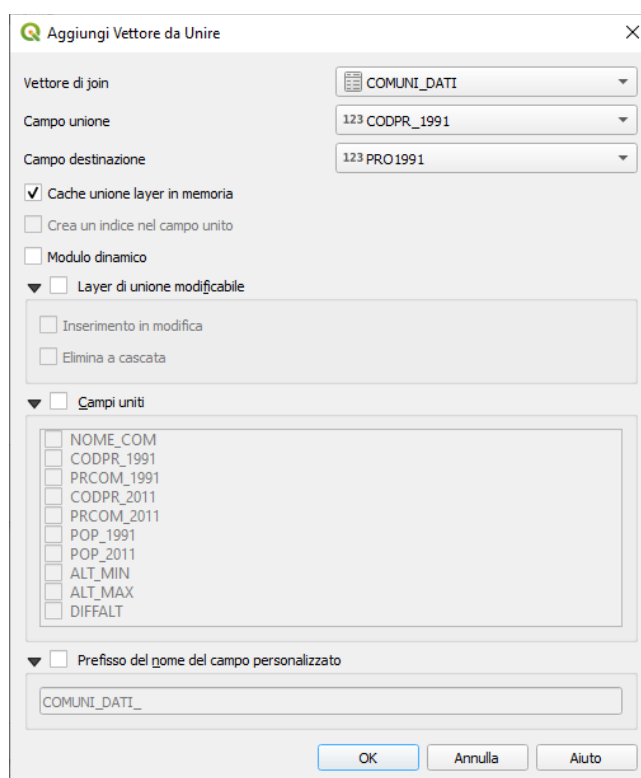 Aggiungi Vettore da Unire
Vettore di join COMUNI_DATI
Campo unione 123 CODPR_1991
Campo destinazione 123 PRO1991
Cache unione layer in memoria
Crea un indice nel campo unito
Modulo dinamico
Layer di unione modificabile
Inserimento in modifica
Elimina a cascata
Campi uniti
NOME_COM
CODPR_1991
PRCOM_1991
CODPR_2011
PRCOM_2011
POP_1991
POP_2011
ALT_MIN
ALT_MAX
DIFFALT
Prefisso del nome del campo personalizzato
COMUNI_DATI_
OK Annulla Aiuto